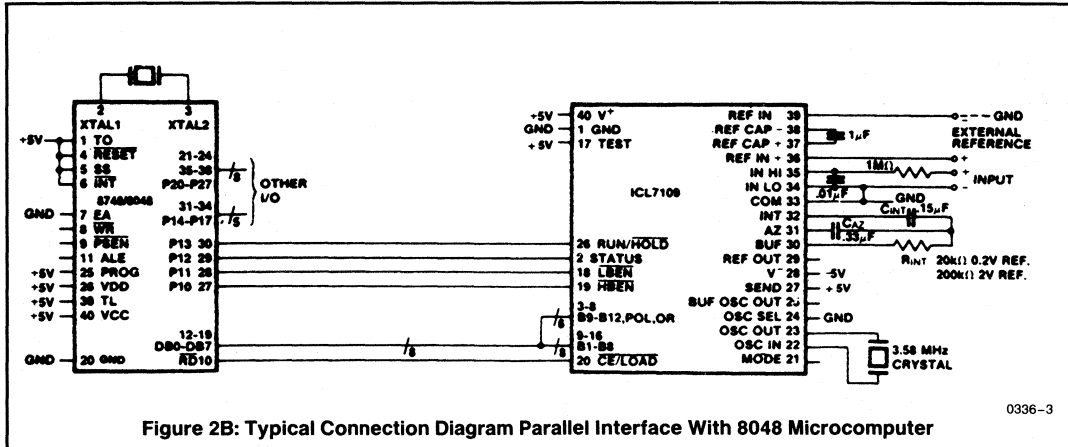 2
3
XTAL1
XTAL2
+5V
1 TO
4 RESET
5 SS
6 INT
8748/8048
GND
7 EA
8 WR
9 PSEN
11 ALE
+5V
25 PROG
+5V
26 VDD
+5V
39 TL
+5V
40 VCC
GND
20 GND
21-24
35-38
P20-P27
8
OTHER
I/O
31-34
P14-P17
5
P13 30
P12 29
P11 28
P10 27
12-19
DB0-DB7
8
RD10
+5V
40 V+
GND
1 GND
+5V
17 TEST
ICL7109
26 RUN/HOLD
2 STATUS
18 LBEN
19 HBEN
3-8
8
B9-B12,POL,OR
9-16
8
B1-B8
20 CE/LOAD
REF IN 39
REF CAP - 38
REF CAP + 37
REF IN + 36
IN HI 35
IN LO 34
COM 33
INT 32
AZ 31
BUF 30
REF OUT 29
V- 28
SEND 27
BUF OSC OUT
OSC SEL 24
OSC OUT 23
OSC IN 22
MODE 21
- GND
1µF
EXTERNAL
REFERENCE
+
1MΩ
+
INPUT
-
.01µF
GND
CINT .15µF
CAZ
.33µF
RINT 20kΩ 0.2V REF.
200kΩ 2V REF.
-5V
+5V
GND
3.58 MHz
CRYSTAL
0336-3
Figure 2B: Typical Connection Diagram Parallel Interface With 8048 Microcomputer